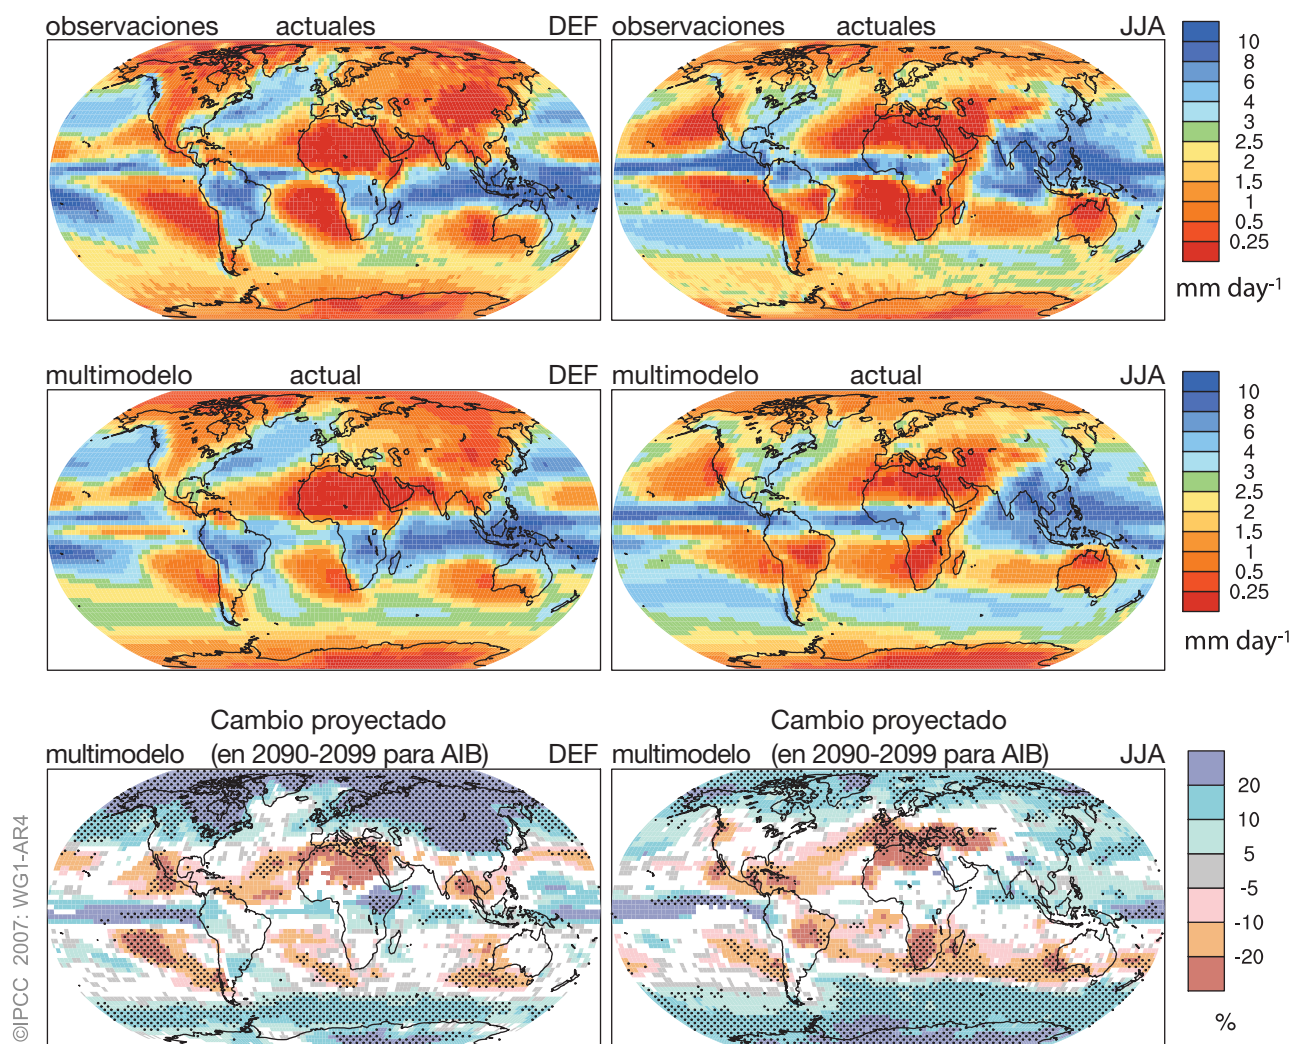 observaciones actuales DEF
observaciones actuales JJA
10
8
6
4
3
2.5
2
1.5
1
0.5
0.25
mm day-1
multimodelo actual DEF
multimodelo actual JJA
10
8
6
4
3
2.5
2
1.5
1
0.5
0.25
mm day-1
Cambio proyectado
multimodelo (en 2090-2099 para AIB) DEF
Cambio proyectado
multimodelo (en 2090-2099 para AIB) JJA
20
10
5
-5
-10
-20
%
©IPCC 2007: WG1-AR4